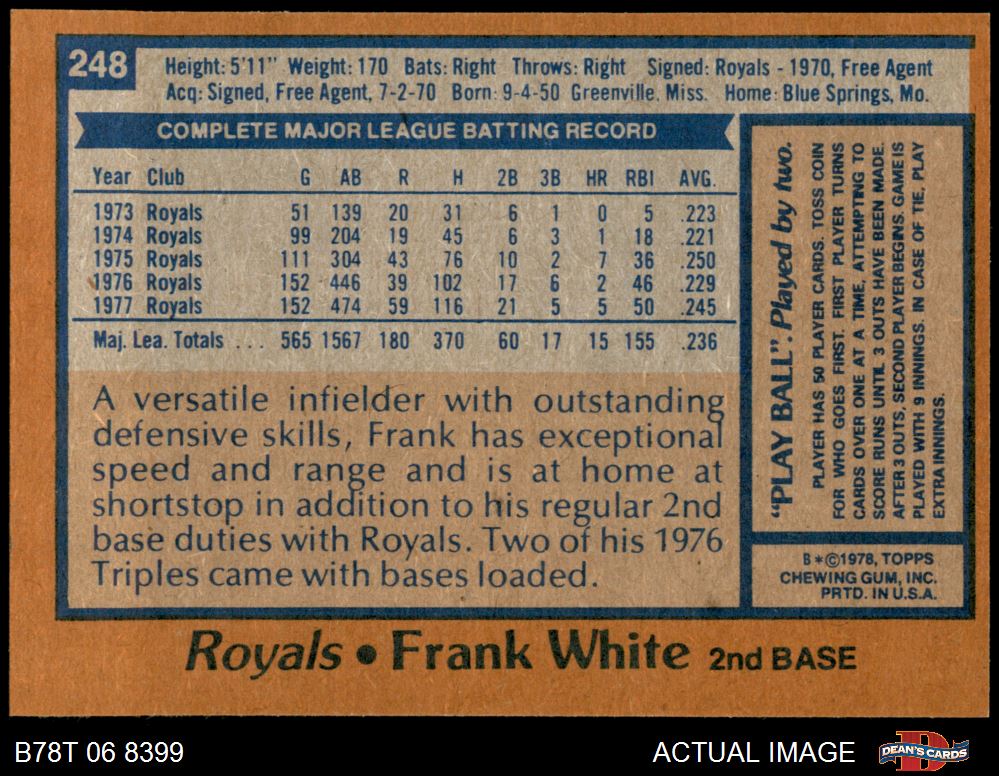 248
Height: 5'11" Weight: 170 Bats: Right Throws: Right Signed: Royals - 1970, Free Agent
Acq: Signed, Free Agent, 7-2-70 Born: 9-4-50 Greenville, Miss. Home: Blue Springs, Mo.
COMPLETE MAJOR LEAGUE BATTING RECORD
Year Club G AB R H 2B 3B HR RBI AVG.
1973 Royals 51 139 20 31 6 1 0 5 .223
1974 Royals 99 204 19 45 6 3 1 18 .221
1975 Royals 111 304 43 76 10 2 7 36 .250
1976 Royals 152 446 39 102 17 6 2 46 .229
1977 Royals 152 474 59 116 21 5 5 50 .245
Maj. Lea. Totals ... 565 1567 180 370 60 17 15 155 .236
A versatile infielder with outstanding
defensive skills, Frank has exceptional
speed and range and is at home at
shortstop in addition to his regular 2nd
base duties with Royals. Two of his 1976
Triples came with bases loaded.
"PLAY BALL". Played by two.
PLAYER HAS 50 PLAYER CARDS. TOSS COIN
FOR WHO GOES FIRST. FIRST PLAYER TURNS
CARDS OVER ONE AT A TIME, ATTEMPTING TO
SCORE RUNS UNTIL 3 OUTS HAVE BEEN MADE.
AFTER 3 OUTS, SECOND PLAYER BEGINS. GAME IS
PLAYED WITH 9 INNINGS. IN CASE OF TIE, PLAY
EXTRA INNINGS.
B*©1978, TOPPS
CHEWING GUM, INC.
PRTD. IN U.S.A.
Royals • Frank White 2nd BASE
B78T 06 8399
ACTUAL IMAGE
DEAN'S CARDS